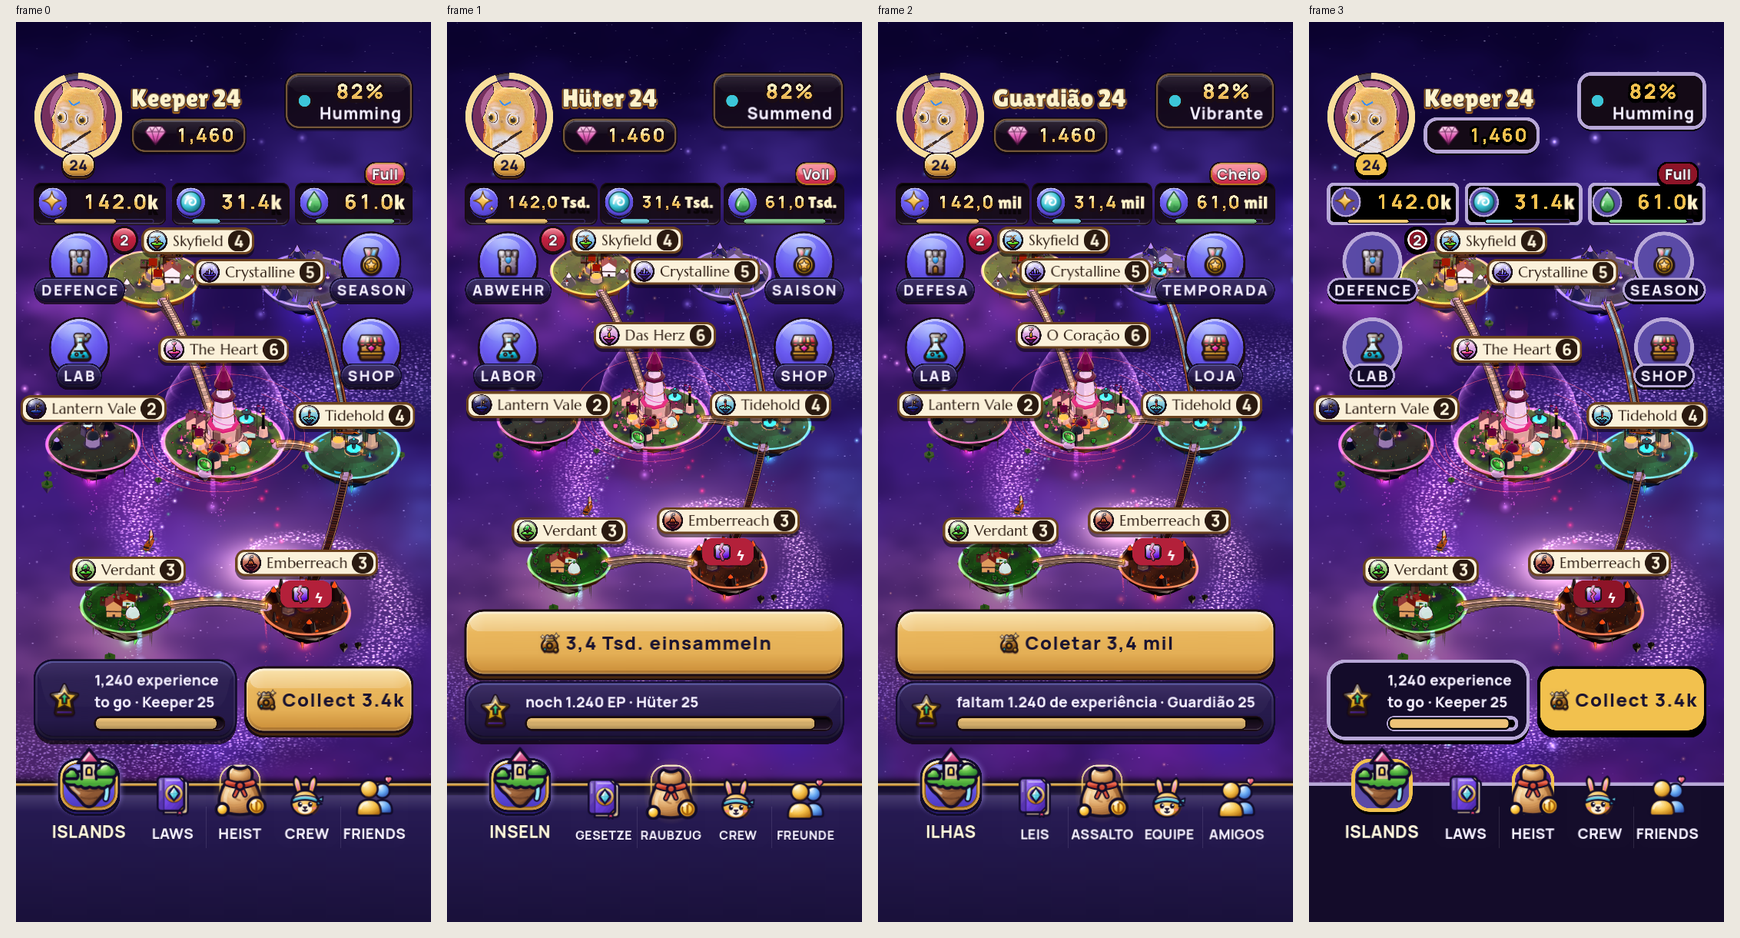 frame 0
Keeper 24
1,460
82%
Humming
24
Full
142.0k
31.4k
61.0k
2
Skyfield 4
Crystalline 5
DEFENCE
SEASON
The Heart 6
LAB
SHOP
Lantern Vale 2
Tidehold 4
Emberreach 3
Verdant 3
1,240 experience
to go · Keeper 25
Collect 3.4k
ISLANDS
LAWS
HEIST
CREW
FRIENDS
frame 1
Hüter 24
1.460
82%
Summend
24
Voll
142,0 Tsd.
31,4 Tsd.
61,0 Tsd.
2
Skyfield 4
Crystalline 5
ABWEHR
SAISON
Das Herz 6
LABOR
SHOP
Lantern Vale 2
Tidehold 4
Emberreach 3
Verdant 3
3,4 Tsd. einsammeln
noch 1.240 EP · Hüter 25
INSELN
GESETZE
RAUBZUG
CREW
FREUNDE
frame 2
Guardião 24
1.460
82%
Vibrante
24
Cheio
142,0 mil
31,4 mil
61,0 mil
2
Skyfield 4
Crystalline 5
DEFESA
TEMPORADA
O Coração 6
LAB
LOJA
Lantern Vale 2
Tidehold 4
Emberreach 3
Verdant 3
Coletar 3,4 mil
faltam 1.240 de experiência · Guardião 25
ILHAS
LEIS
ASSALTO
EQUIPE
AMIGOS
frame 3
Keeper 24
1,460
82%
Humming
24
Full
142.0k
31.4k
61.0k
2
Skyfield 4
Crystalline 5
DEFENCE
SEASON
The Heart 6
LAB
SHOP
Lantern Vale 2
Tidehold 4
Emberreach 3
Verdant 3
1,240 experience
to go · Keeper 25
Collect 3.4k
ISLANDS
LAWS
HEIST
CREW
FRIENDS